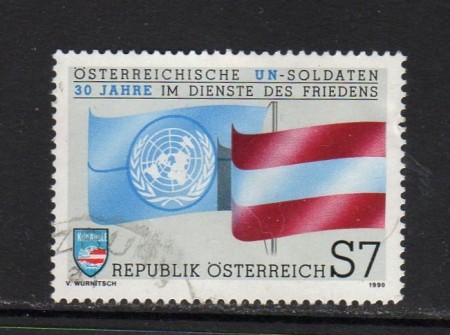 ÖSTERREICHISCHE UN-SOLDATEN
30 JAHRE IM DIENSTE DES FRIEDENS
REPUBLIK ÖSTERREICH S7
V. WURNITSCH 1990